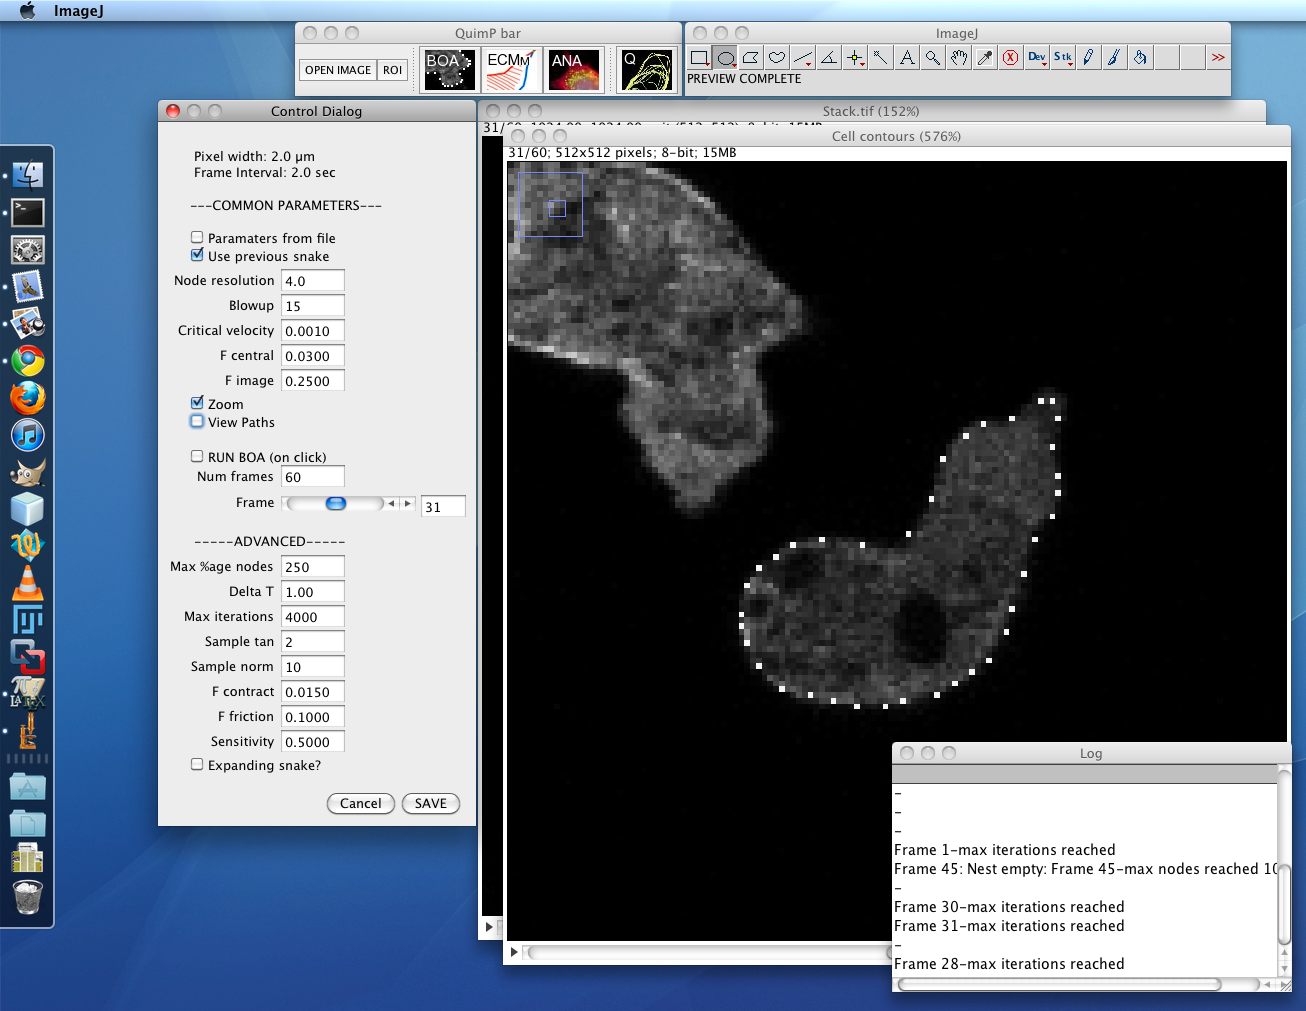 ImageJ
QuimP bar
OPEN IMAGE
ROI
BOA
ECMM
ANA
Q
ImageJ
Dev
Stk
>>
PREVIEW COMPLETE
Control Dialog
Pixel width: 2.0 µm
Frame Interval: 2.0 sec
---COMMON PARAMETERS---
Paramaters from file
Use previous snake
Node resolution 4.0
Blowup 15
Critical velocity 0.0010
F central 0.0300
F image 0.2500
Zoom
View Paths
RUN BOA (on click)
Num frames 60
Frame 31
-----ADVANCED-----
Max %age nodes 250
Delta T 1.00
Max iterations 4000
Sample tan 2
Sample norm 10
F contract 0.0150
F friction 0.1000
Sensitivity 0.5000
Expanding snake?
Cancel
SAVE
Stack.tif (152%)
Cell contours (576%)
31/60; 512x512 pixels; 8-bit; 15MB
Log
–
–
–
Frame 1-max iterations reached
Frame 45: Nest empty: Frame 45-max nodes reached 10
–
Frame 30-max iterations reached
Frame 31-max iterations reached
–
Frame 28-max iterations reached